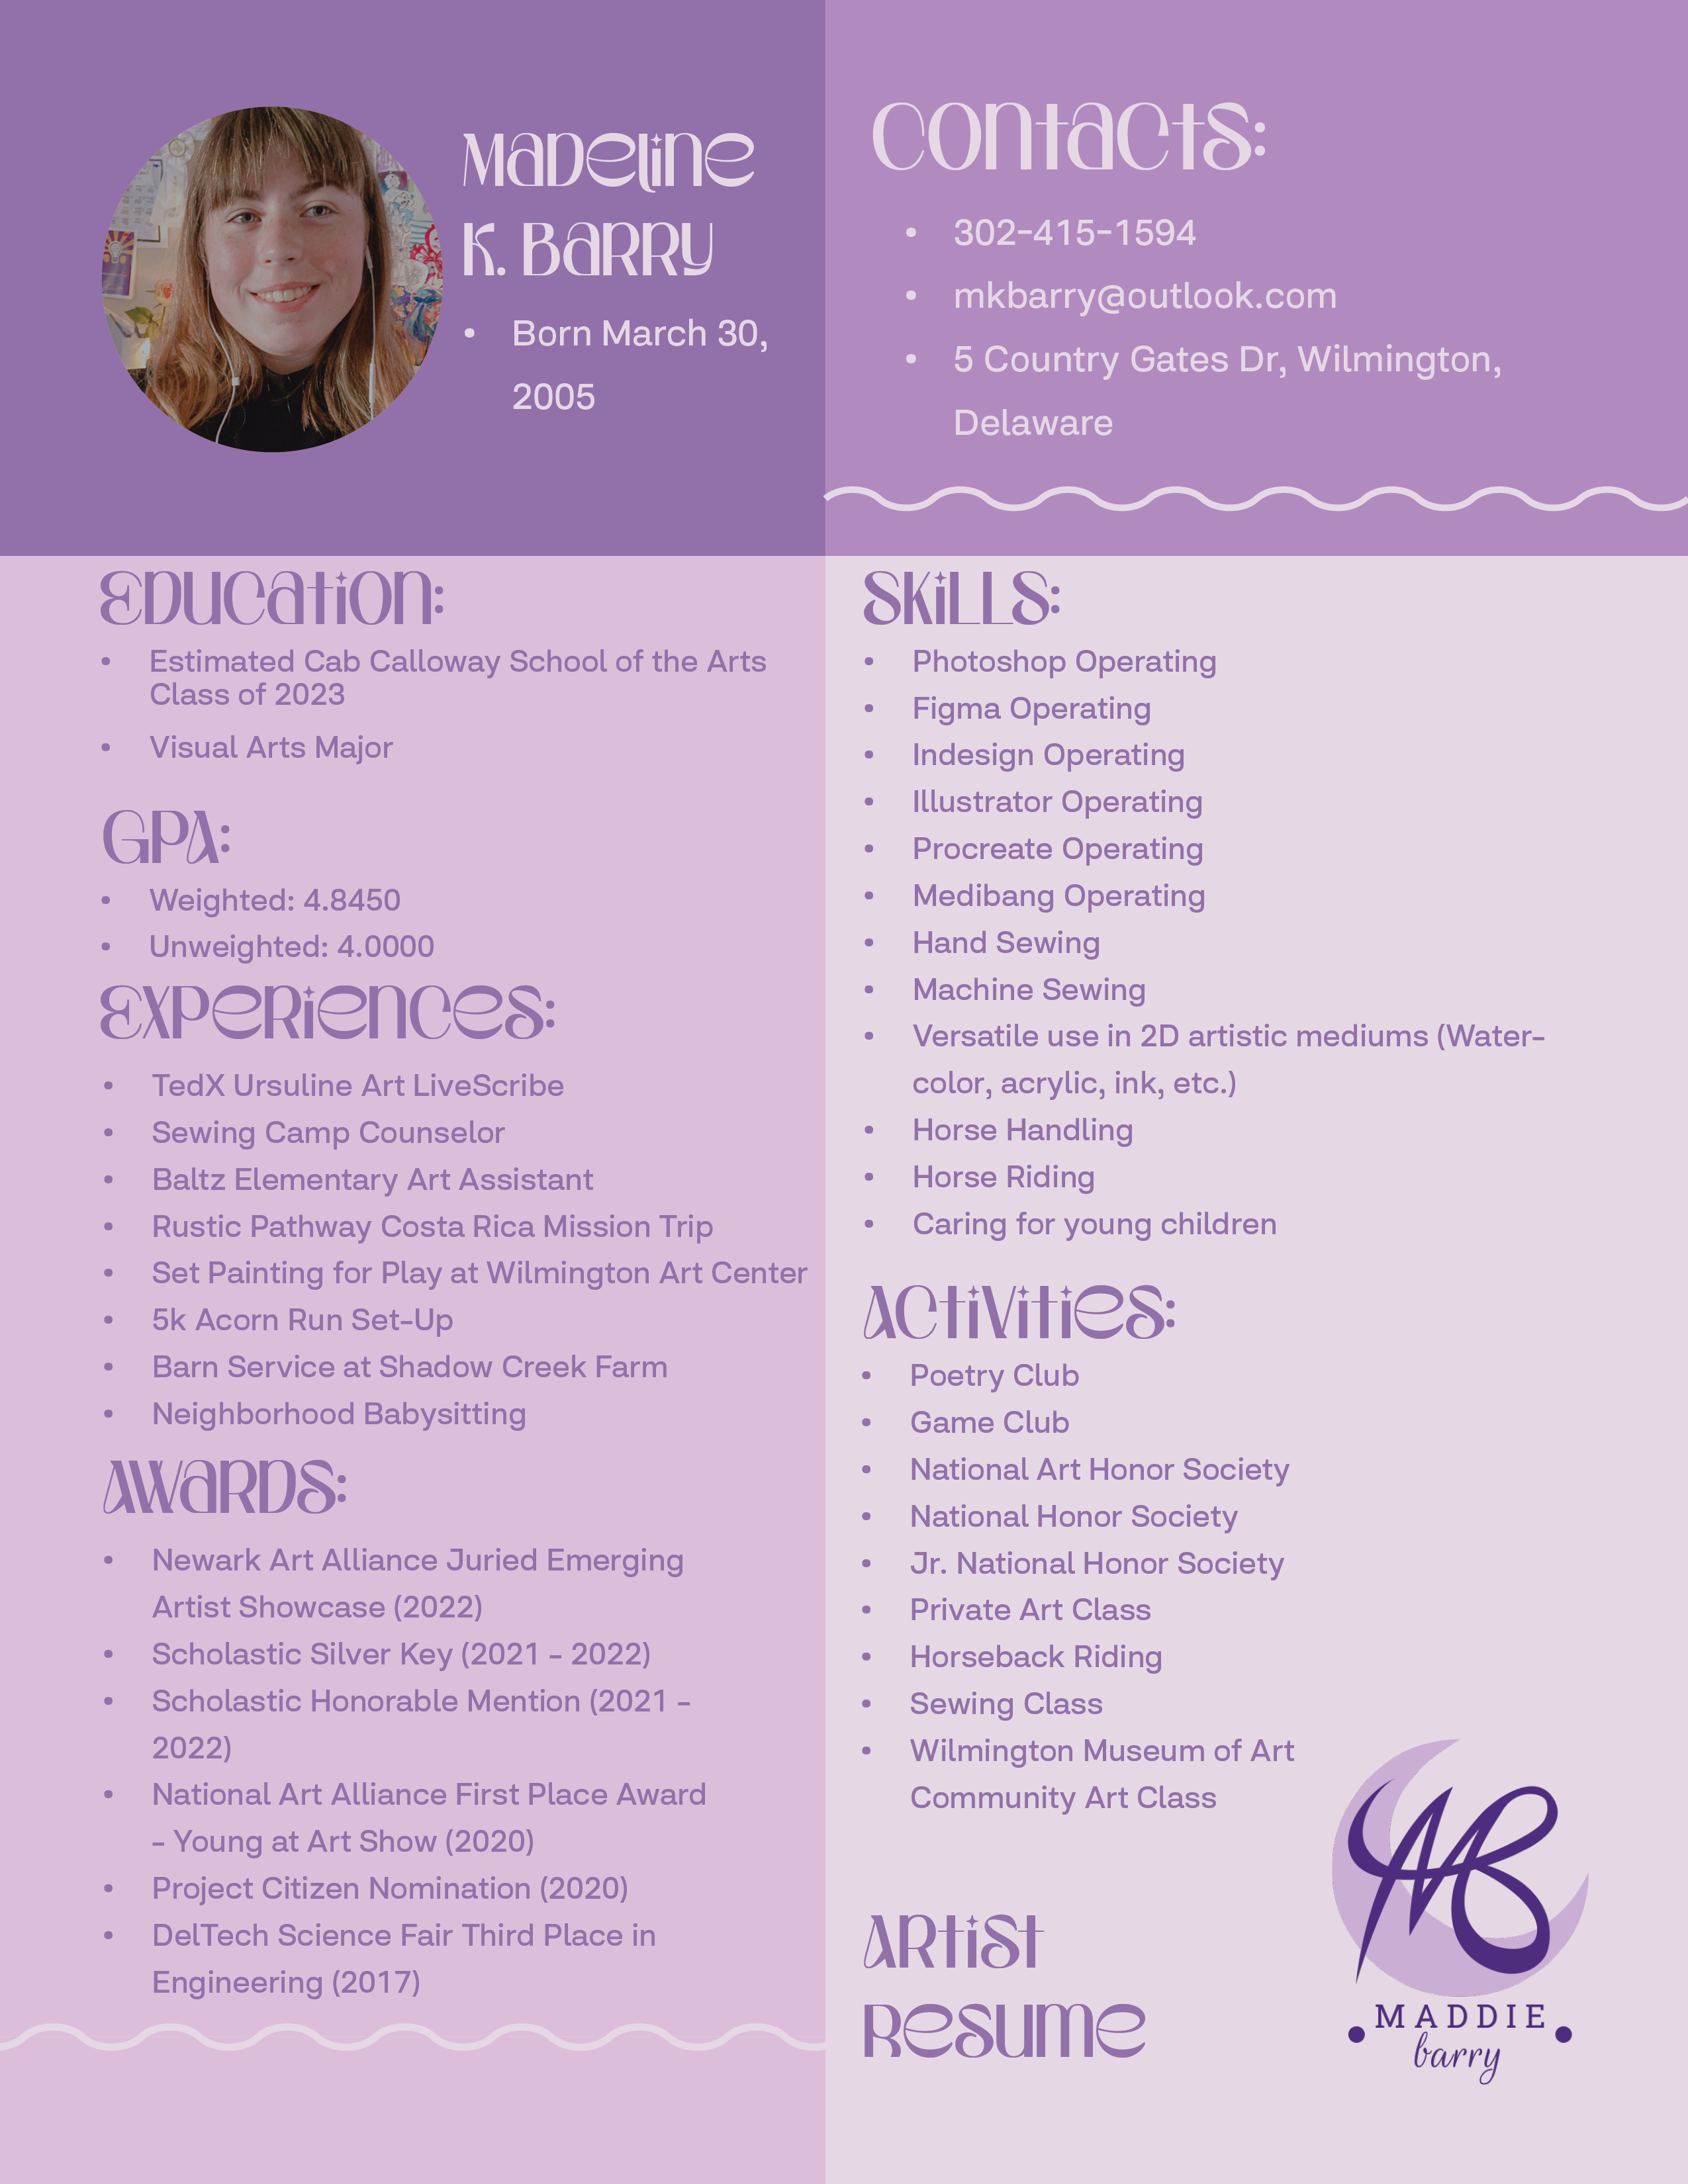 Madeline
K. Barry
• Born March 30,
2005
Contacts:
• 302-415-1594
• mkbarry@outlook.com
• 5 Country Gates Dr, Wilmington,
Delaware
Education:
• Estimated Cab Calloway School of the Arts
Class of 2023
• Visual Arts Major
GPA:
• Weighted: 4.8450
• Unweighted: 4.0000
Experiences:
• TedX Ursuline Art LiveScribe
• Sewing Camp Counselor
• Baltz Elementary Art Assistant
• Rustic Pathway Costa Rica Mission Trip
• Set Painting for Play at Wilmington Art Center
• 5k Acorn Run Set-Up
• Barn Service at Shadow Creek Farm
• Neighborhood Babysitting
Awards:
• Newark Art Alliance Juried Emerging
Artist Showcase (2022)
• Scholastic Silver Key (2021 - 2022)
• Scholastic Honorable Mention (2021 -
2022)
• National Art Alliance First Place Award
- Young at Art Show (2020)
• Project Citizen Nomination (2020)
• DelTech Science Fair Third Place in
Engineering (2017)
Skills:
• Photoshop Operating
• Figma Operating
• Indesign Operating
• Illustrator Operating
• Procreate Operating
• Medibang Operating
• Hand Sewing
• Machine Sewing
• Versatile use in 2D artistic mediums (Water-
color, acrylic, ink, etc.)
• Horse Handling
• Horse Riding
• Caring for young children
Activities:
• Poetry Club
• Game Club
• National Art Honor Society
• National Honor Society
• Jr. National Honor Society
• Private Art Class
• Horseback Riding
• Sewing Class
• Wilmington Museum of Art
Community Art Class
Artist
Resume
MB
MADDIE
barry